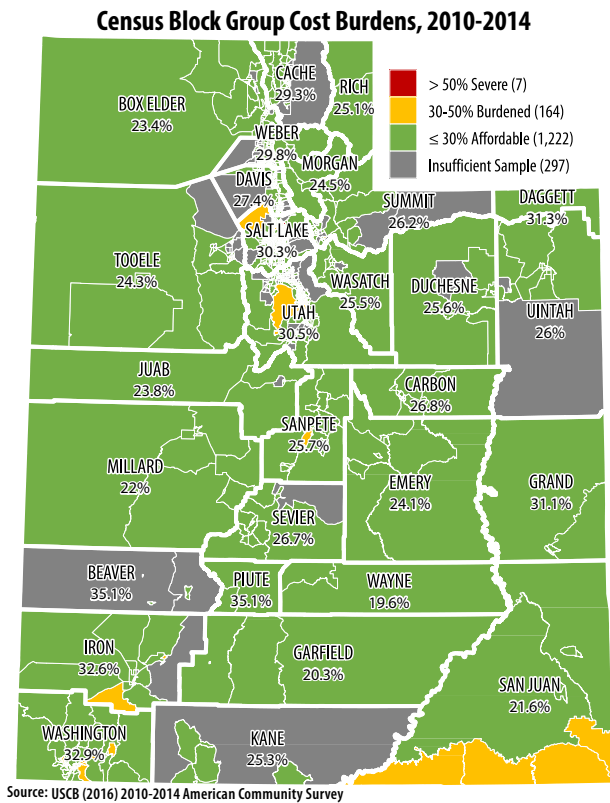 Census Block Group Cost Burdens, 2010-2014
> 50% Severe (7)
30-50% Burdened (164)
≤ 30% Affordable (1,222)
Insufficient Sample (297)
CACHE
29.3%
RICH
25.1%
BOX ELDER
23.4%
WEBER
29.8%
MORGAN
24.5%
DAVIS
27.4%
SUMMIT
26.2%
DAGGETT
31.3%
SALT LAKE
30.3%
TOOELE
24.3%
WASATCH
25.5%
DUCHESNE
25.6%
UINTAH
26%
UTAH
30.5%
JUAB
23.8%
CARBON
26.8%
SANPETE
25.7%
MILLARD
22%
EMERY
24.1%
GRAND
31.1%
SEVIER
26.7%
BEAVER
35.1%
PIUTE
35.1%
WAYNE
19.6%
IRON
32.6%
GARFIELD
20.3%
SAN JUAN
21.6%
WASHINGTON
32.9%
KANE
25.3%
Source: USCB (2016) 2010-2014 American Community Survey